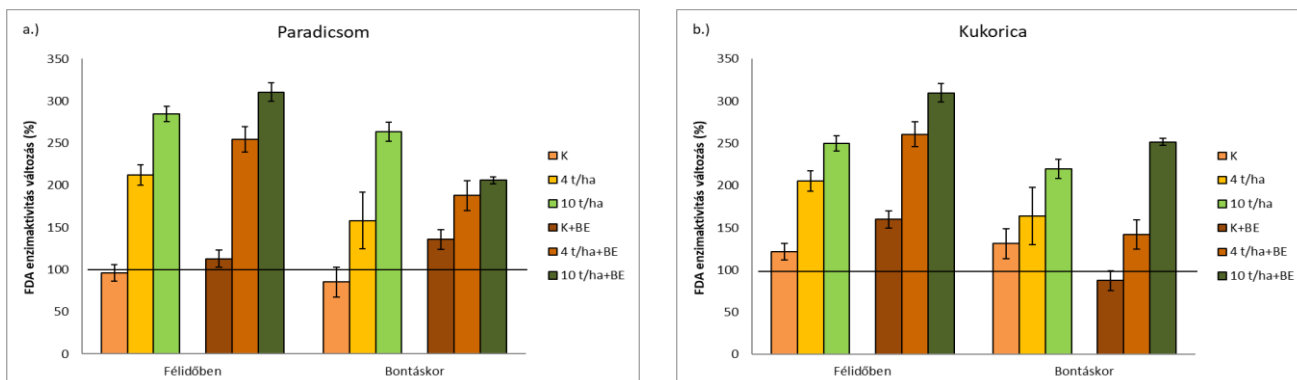 a.)
Paradicsom
FDA enzimaktivitás változás (%)
350
300
250
200
150
100
50
0
Félidőben
Bontáskor
K
4 t/ha
10 t/ha
K+BE
4 t/ha+BE
10 t/ha+BE
b.)
Kukorica
FDA enzimaktivitás változás (%)
350
300
250
200
150
100
50
0
Félidőben
Bontáskor
K
4 t/ha
10 t/ha
K+BE
4 t/ha+BE
10 t/ha+BE